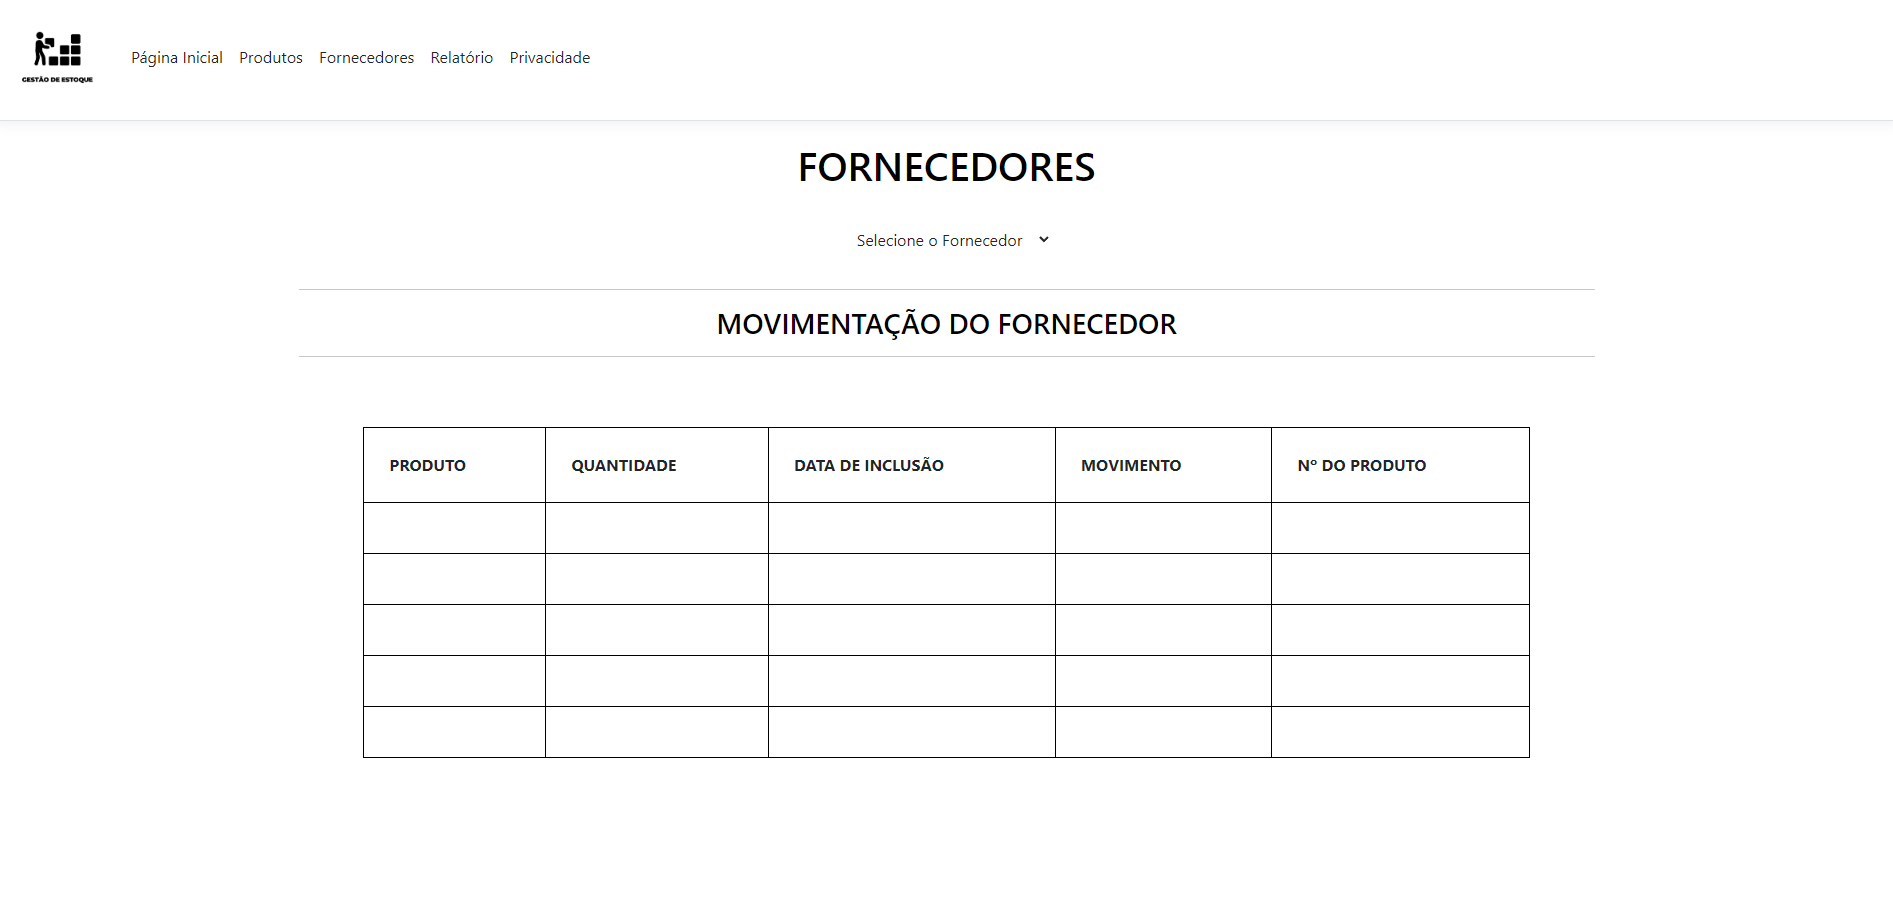 GESTÃO DE ESTOQUE
Página Inicial Produtos Fornecedores Relatório Privacidade
FORNECEDORES
Selecione o Fornecedor
MOVIMENTAÇÃO DO FORNECEDOR
PRODUTO QUANTIDADE DATA DE INCLUSÃO MOVIMENTO Nº DO PRODUTO